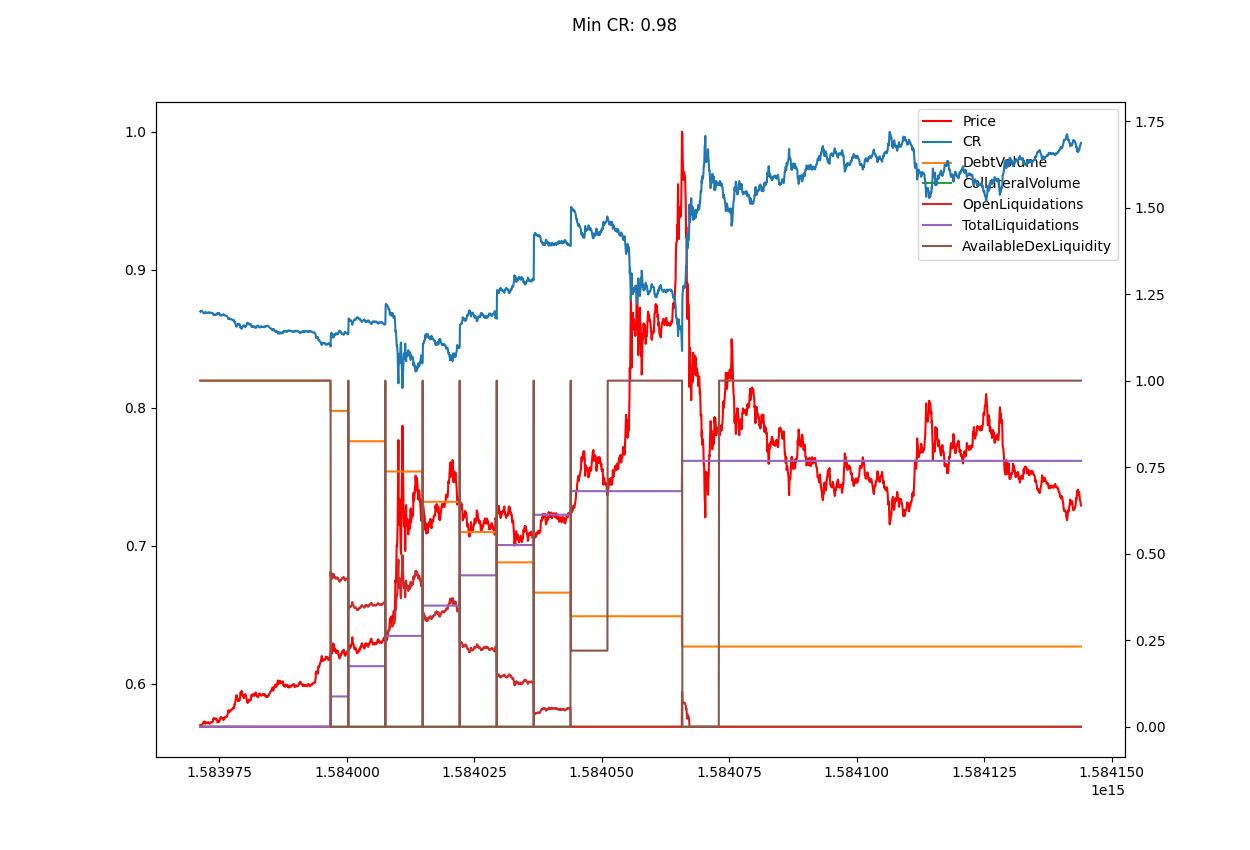 Min CR: 0.98
1.0
0.9
0.8
0.7
0.6
1.75
1.50
1.25
1.00
0.75
0.50
0.25
0.00
Price
CR
DebtVolume
CollateralVolume
OpenLiquidations
TotalLiquidations
AvailableDexLiquidity
1.583975 1.584000 1.584025 1.584050 1.584075 1.584100 1.584125 1.584150
1e15